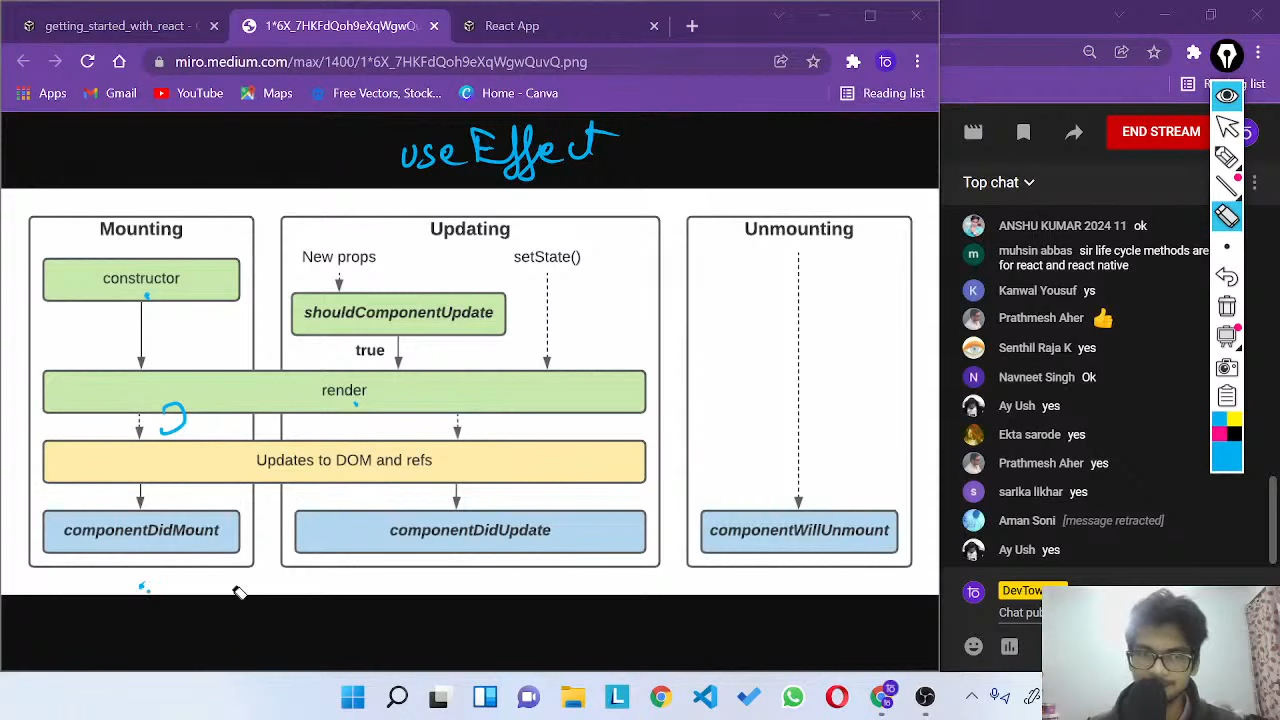 getting_started_with_react - 
1*6X_7HKFdQoh9eXqWgwQu
React App
miro.medium.com/max/1400/1*6X_7HKFdQoh9eXqWgwQuvQ.png
Apps
Gmail
YouTube
Maps
Free Vectors, Stock...
Home - Canva
Reading list
useEffect
Mounting
constructor
Updating
New props
setState()
shouldComponentUpdate
true
render
Updates to DOM and refs
componentDidMount
componentDidUpdate
Unmounting
componentWillUnmount
list
END STREAM
Top chat
ANSHU KUMAR 2024 11 ok
muhsin abbas sir life cycle methods are
for react and react native
Kanwal Yousuf ys
Prathmesh Aher 👍
Senthil Raja K yes
Navneet Singh Ok
Ay Ush yes
Ekta sarode yes
Prathmesh Aher yes
sarika likhar yes
Aman Soni [message retracted]
Ay Ush yes
DevTow
Chat pub